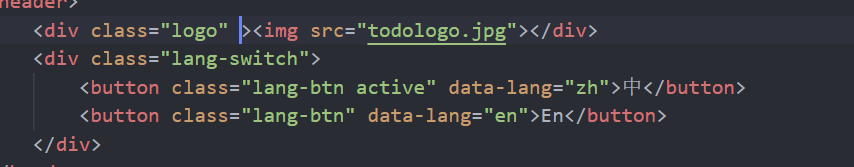 header>
<div class="logo" ><img src="todologo.jpg"></div>
<div class="lang-switch">
<button class="lang-btn active" data-lang="zh">中</button>
<button class="lang-btn" data-lang="en">En</button>
</div>